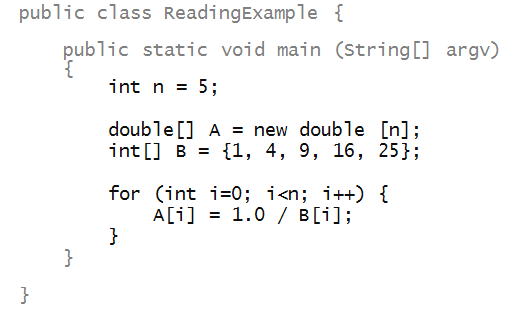 public class ReadingExample {
public static void main (String[] argv)
{
int n = 5;
double[] A = new double [n];
int[] B = {1, 4, 9, 16, 25};
for (int i=0; i<n; i++) {
A[i] = 1.0 / B[i];
}
}
}